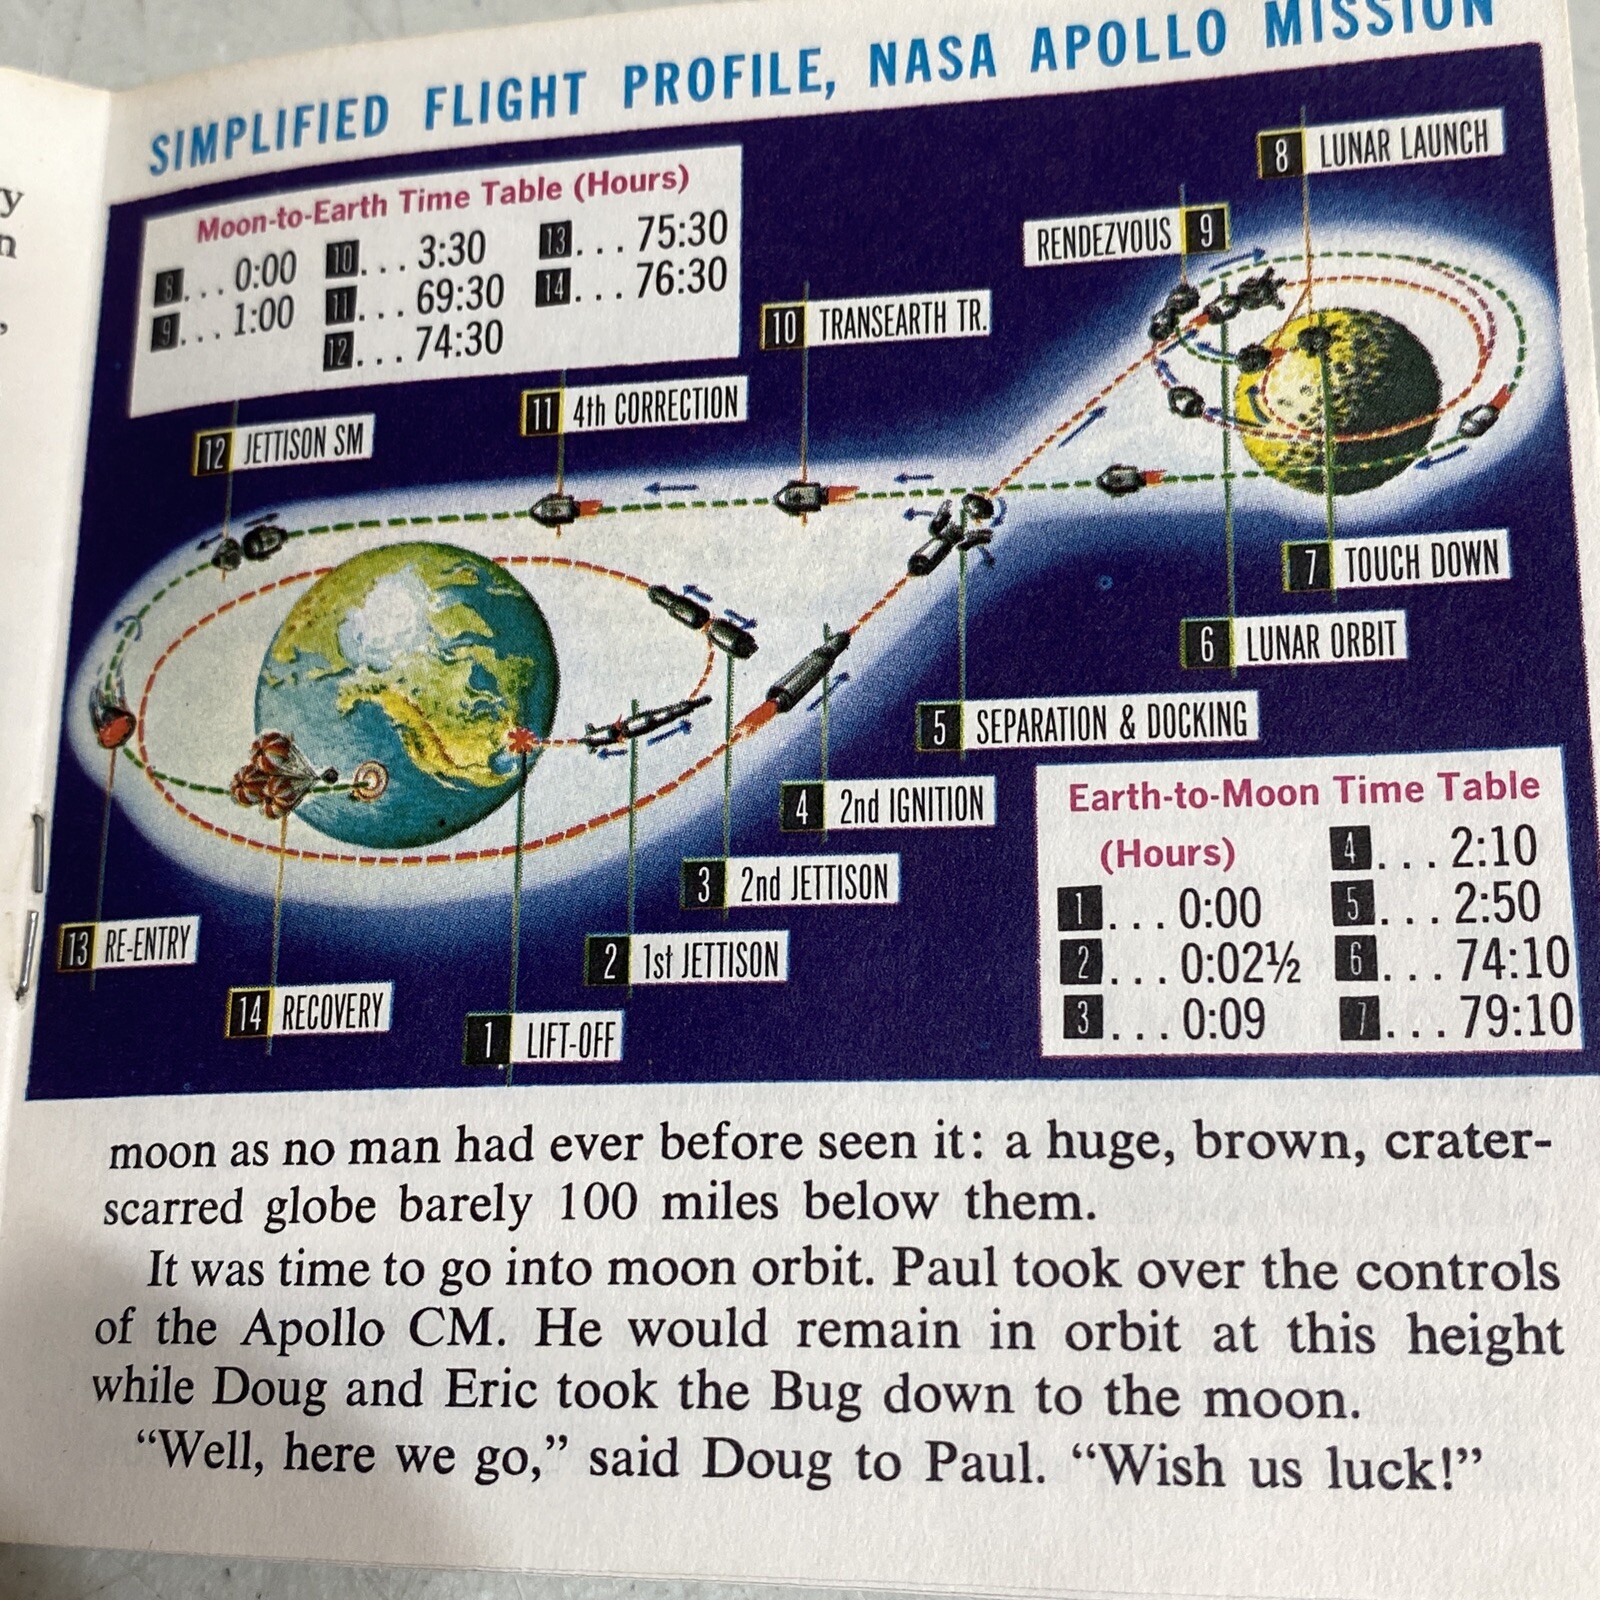 SIMPLIFIED FLIGHT PROFILE, NASA APOLLO MISSION
Moon-to-Earth Time Table (Hours)
8... 0:00
9... 1:00
10... 3:30
11... 69:30
12... 74:30
13... 75:30
14... 76:30
8 LUNAR LAUNCH
RENDEZVOUS 9
10 TRANSEARTH TR.
11 4th CORRECTION
12 JETTISON SM
7 TOUCH DOWN
6 LUNAR ORBIT
5 SEPARATION & DOCKING
4 2nd IGNITION
3 2nd JETTISON
2 1st JETTISON
1 LIFT-OFF
13 RE-ENTRY
14 RECOVERY
Earth-to-Moon Time Table
(Hours)
1... 0:00
2... 0:02½
3... 0:09
4... 2:10
5... 2:50
6... 74:10
7... 79:10
moon as no man had ever before seen it: a huge, brown, crater-
scarred globe barely 100 miles below them.
It was time to go into moon orbit. Paul took over the controls
of the Apollo CM. He would remain in orbit at this height
while Doug and Eric took the Bug down to the moon.
“Well, here we go,” said Doug to Paul. “Wish us luck!”